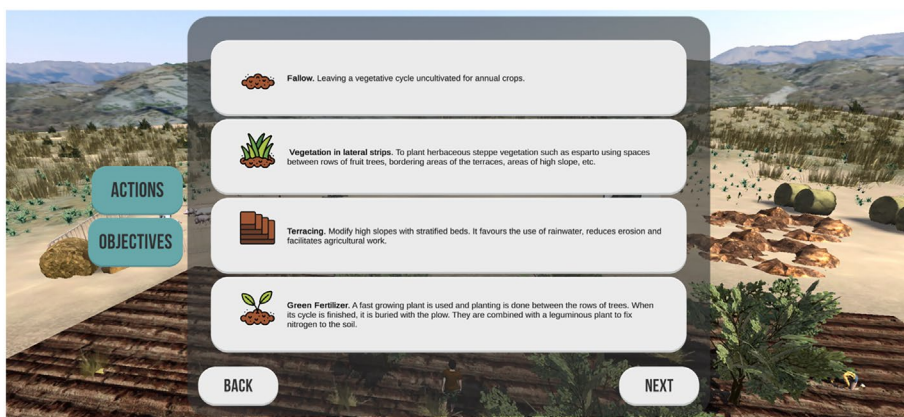 Fallow. Leaving a vegetative cycle uncultivated for annual crops.
Vegetation in lateral strips. To plant herbaceous steppe vegetation such as esparto using spaces
between rows of fruit trees, bordering areas of the terraces, areas of high slope, etc.
ACTIONS
Terracing. Modify high slopes with stratified beds. It favours the use of rainwater, reduces erosion and
facilitates agricultural work.
OBJECTIVES
Green Fertilizer. A fast growing plant is used and planting is done between the rows of trees. When
its cycle is finished, it is buried with the plow. They are combined with a leguminous plant to fix
nitrogen to the soil.
BACK
NEXT